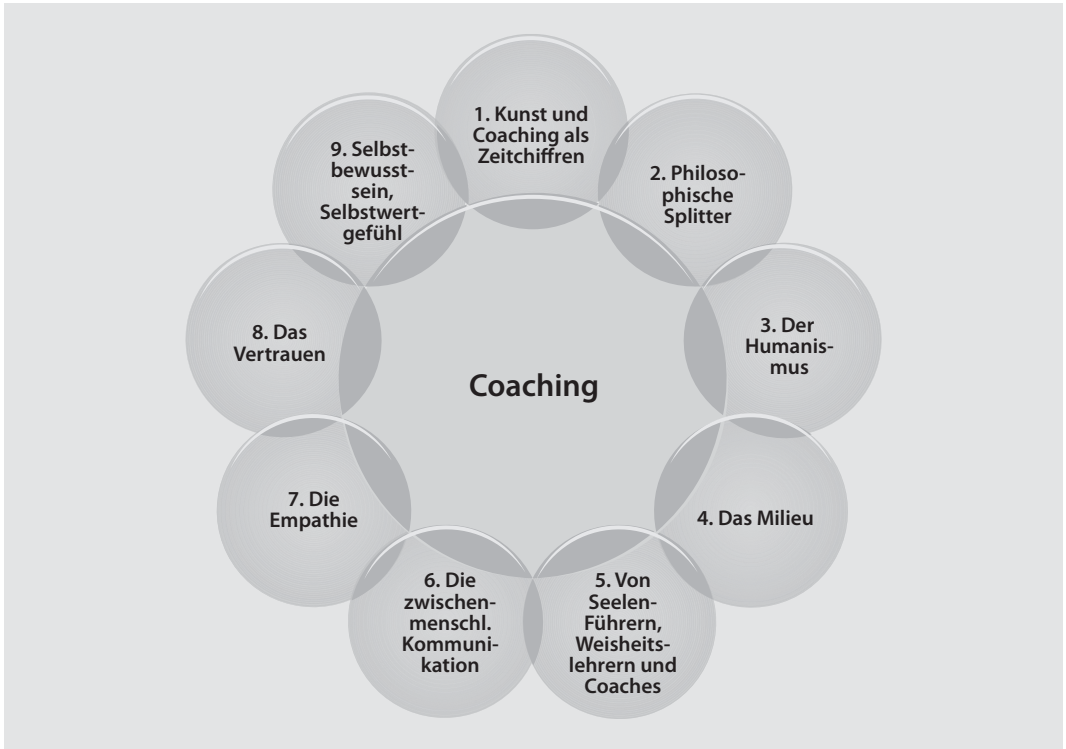 1. Kunst und
Coaching als
Zeitchiffren
2. Philoso-
phische
Splitter
3. Der
Humanis-
mus
4. Das Milieu
5. Von
Seelen-
Führern,
Weisheits-
lehrern und
Coaches
6. Die
zwischen-
menschl.
Kommuni-
kation
7. Die
Empathie
8. Das
Vertrauen
9. Selbst-
bewusst-
sein,
Selbstwert-
gefühl
Coaching